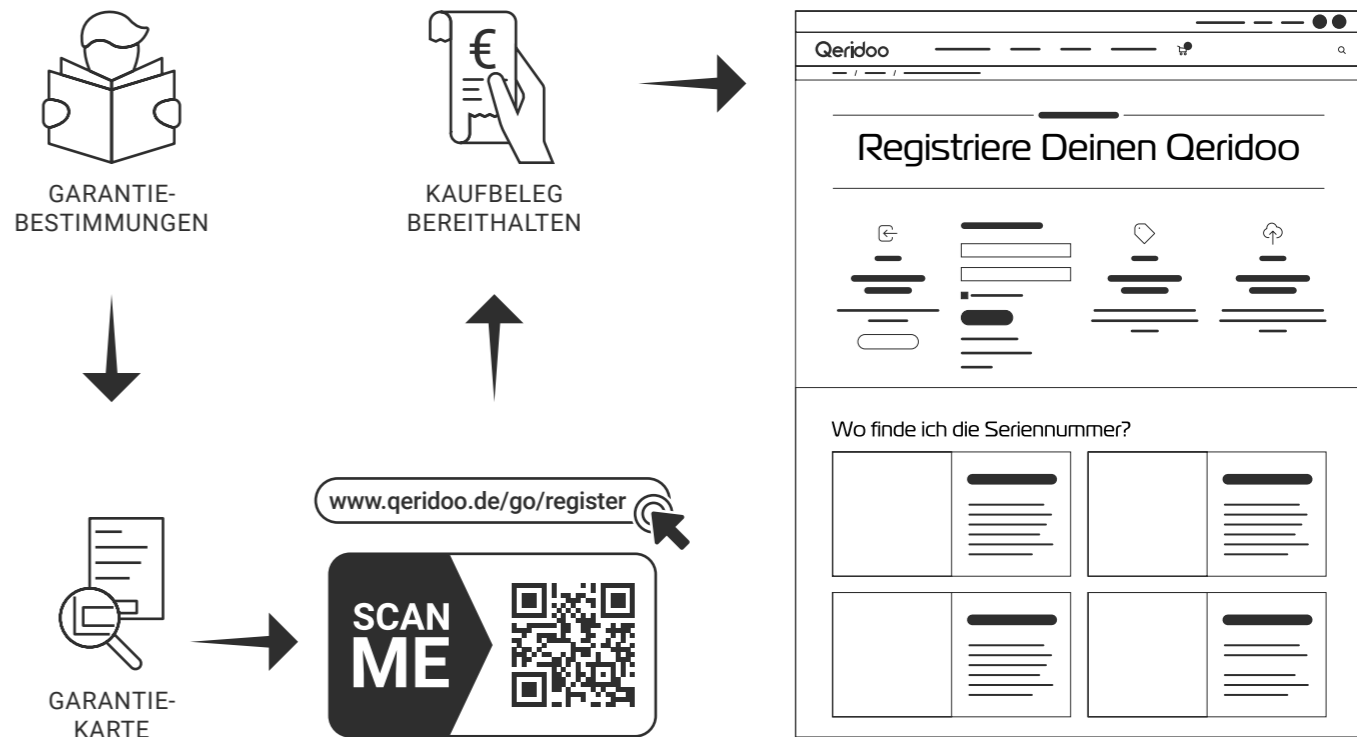 GARANTIE-
BESTIMMUNGEN
GARANTIE-
KARTE
www.qeridoo.de/go/register
SCAN
ME
€
KAUFBELEG
BEREITHALTEN
Qeridoo
Registriere Deinen Qeridoo
Wo finde ich die Seriennummer?